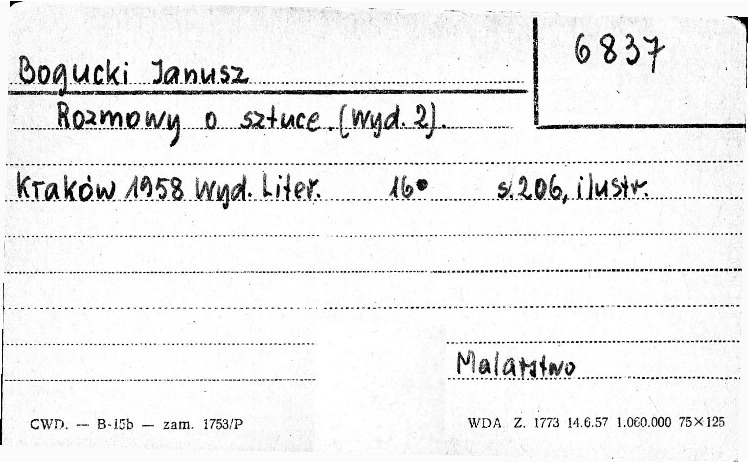 6837
Bogucki Janusz
Rozmowy o sztuce. (wyd. 2).
Kraków 1958 Wyd. Liter. 16° s. 206, ilustr.
Malarstwo
CWD. — B-15b — zam. 1753/P
WDA. Z. 1773 14.6.57 1.060.000 75×125